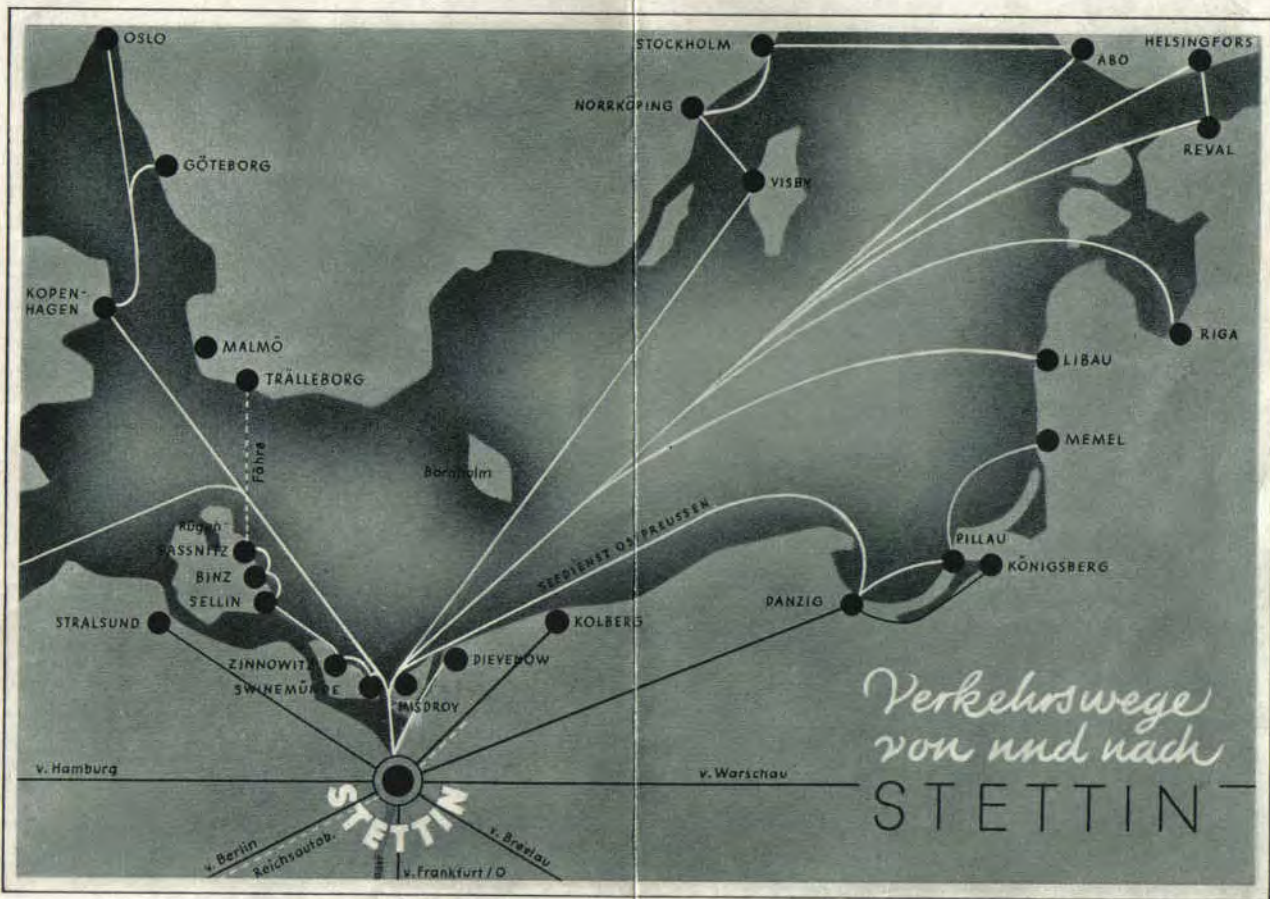 OSLO
STOCKHOLM
ABO
HELSINGFORS
NORRKÖPING
REVAL
GÖTEBORG
VISBY
KOPEN-
HAGEN
RIGA
MALMÖ
LIBAU
TRÄLLEBORG
MEMEL
Fähre
Bornholm
Rügen
SASSNITZ
SEEDIENST OSTPREUSSEN
PILLAU
KÖNIGSBERG
BINZ
SELLIN
DANZIG
STRALSUND
KOLBERG
ZINNOWITZ
DIEVENOW
SWINEMÜNDE
MISDROY
Verkehrswege
von und nach
STETTIN
v. Hamburg
v. Warschau
STETTIN
v. Berlin
Reichsautob.
v. Frankfurt/O
v. Breslau